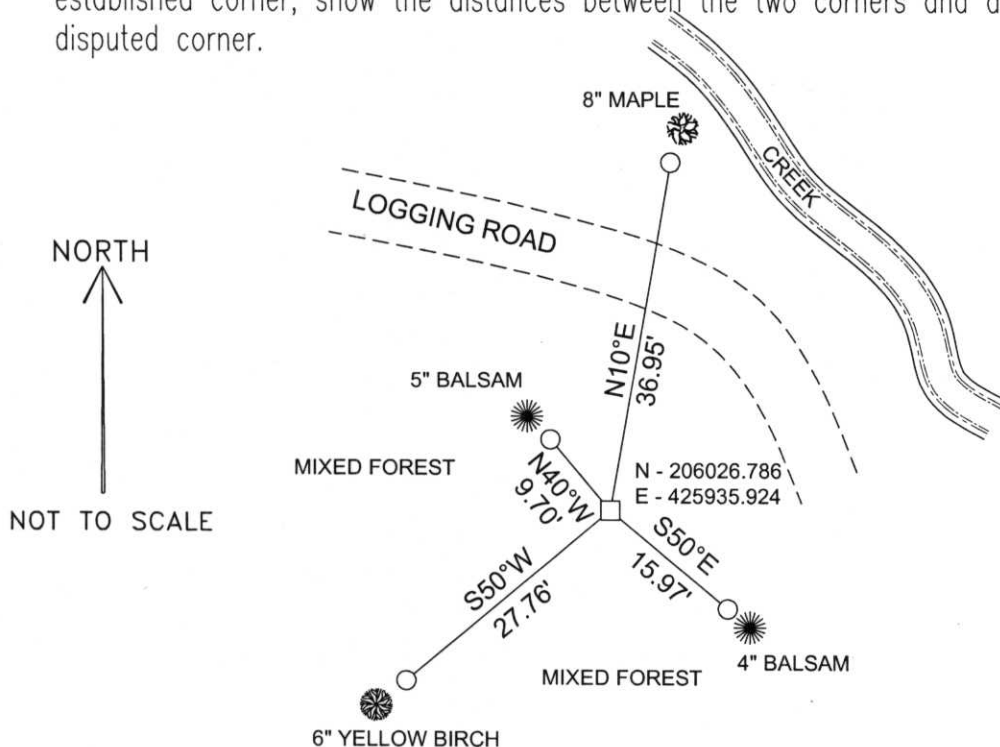 established corner, show the distances between the two corners and
disputed corner.
8" MAPLE
CREEK
LOGGING ROAD
NORTH
N10°E
36.95'
5" BALSAM
MIXED FOREST
N - 206026.786
E - 425935.924
N40°W
9.70'
NOT TO SCALE
S50°E
15.97'
S50°W
27.76'
4" BALSAM
MIXED FOREST
6" YELLOW BIRCH